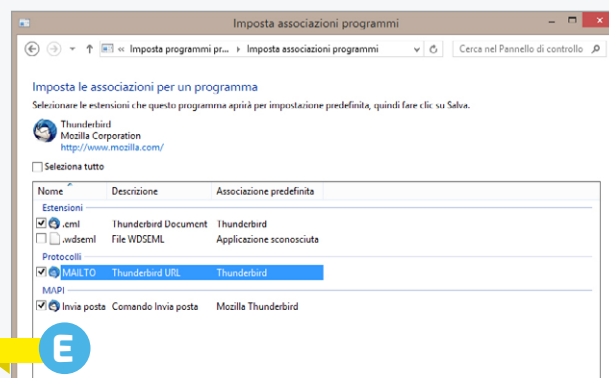 Imposta associazioni programmi
« Imposta programmi pr... Imposta associazioni programmi Cerca nel Pannello di controllo
Imposta le associazioni per un programma
Selezionare le estensioni che questo programma aprirà per impostazione predefinita, quindi fare clic su Salva.
Thunderbird
Mozilla Corporation
http://www.mozilla.com/
Seleziona tutto
Nome Descrizione Associazione predefinita
Estensioni
.eml Thunderbird Document Thunderbird
.wdseml File WDSEML Applicazione sconosciuta
Protocolli
MAILTO Thunderbird URL Thunderbird
MAPI
Invia posta Comando Invia posta Mozilla Thunderbird
E